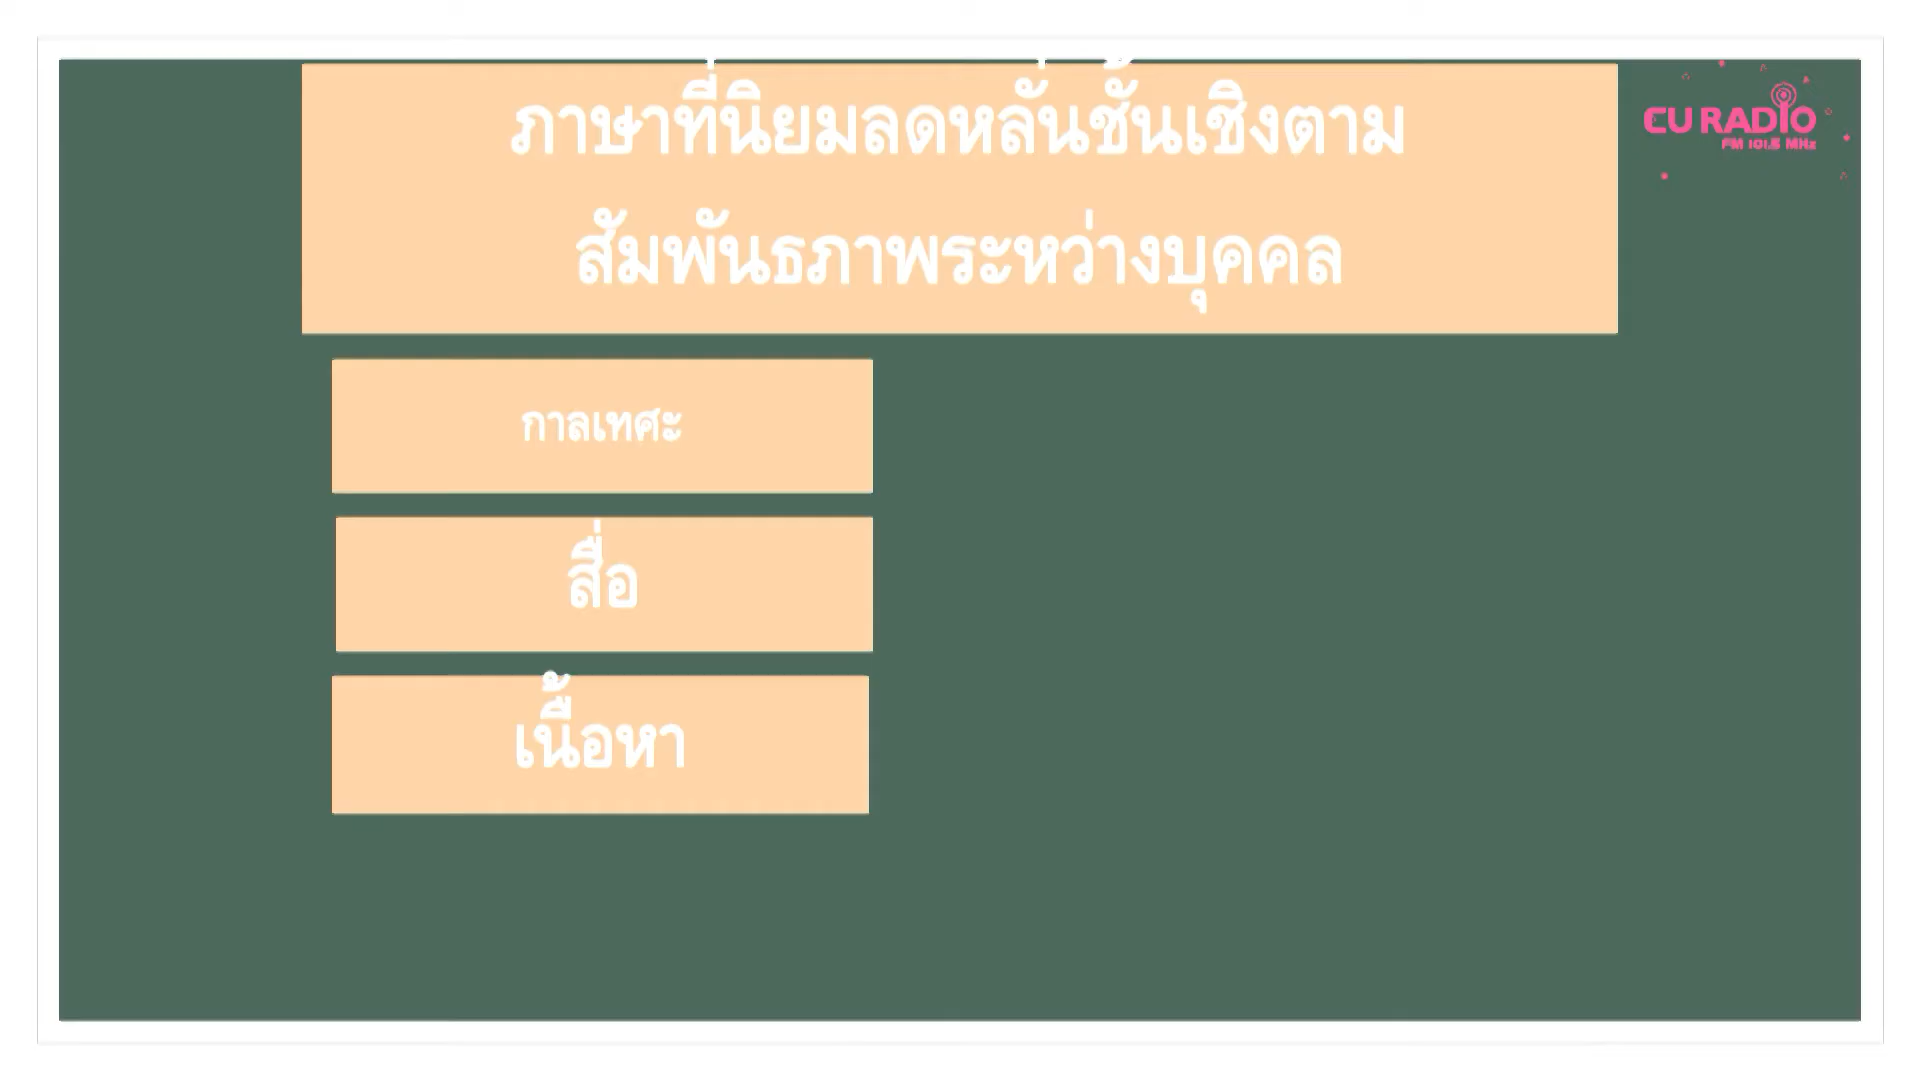 ภาษาที่นิยมลดหลั่นชั้นเชิงตาม
สัมพันธภาพระหว่างบุคคล
CU RADIO
FM 101.5 MHz
กาลเทศะ
สื่อ
เนื้อหา